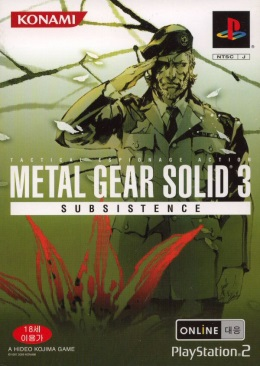 KONAMI
NTSC J
TACTICAL ESPIONAGE ACTION
METAL GEAR SOLID 3
SUBSISTENCE
18세
이용가
ONLINE 대응
A HIDEO KOJIMA GAME
PlayStation 2